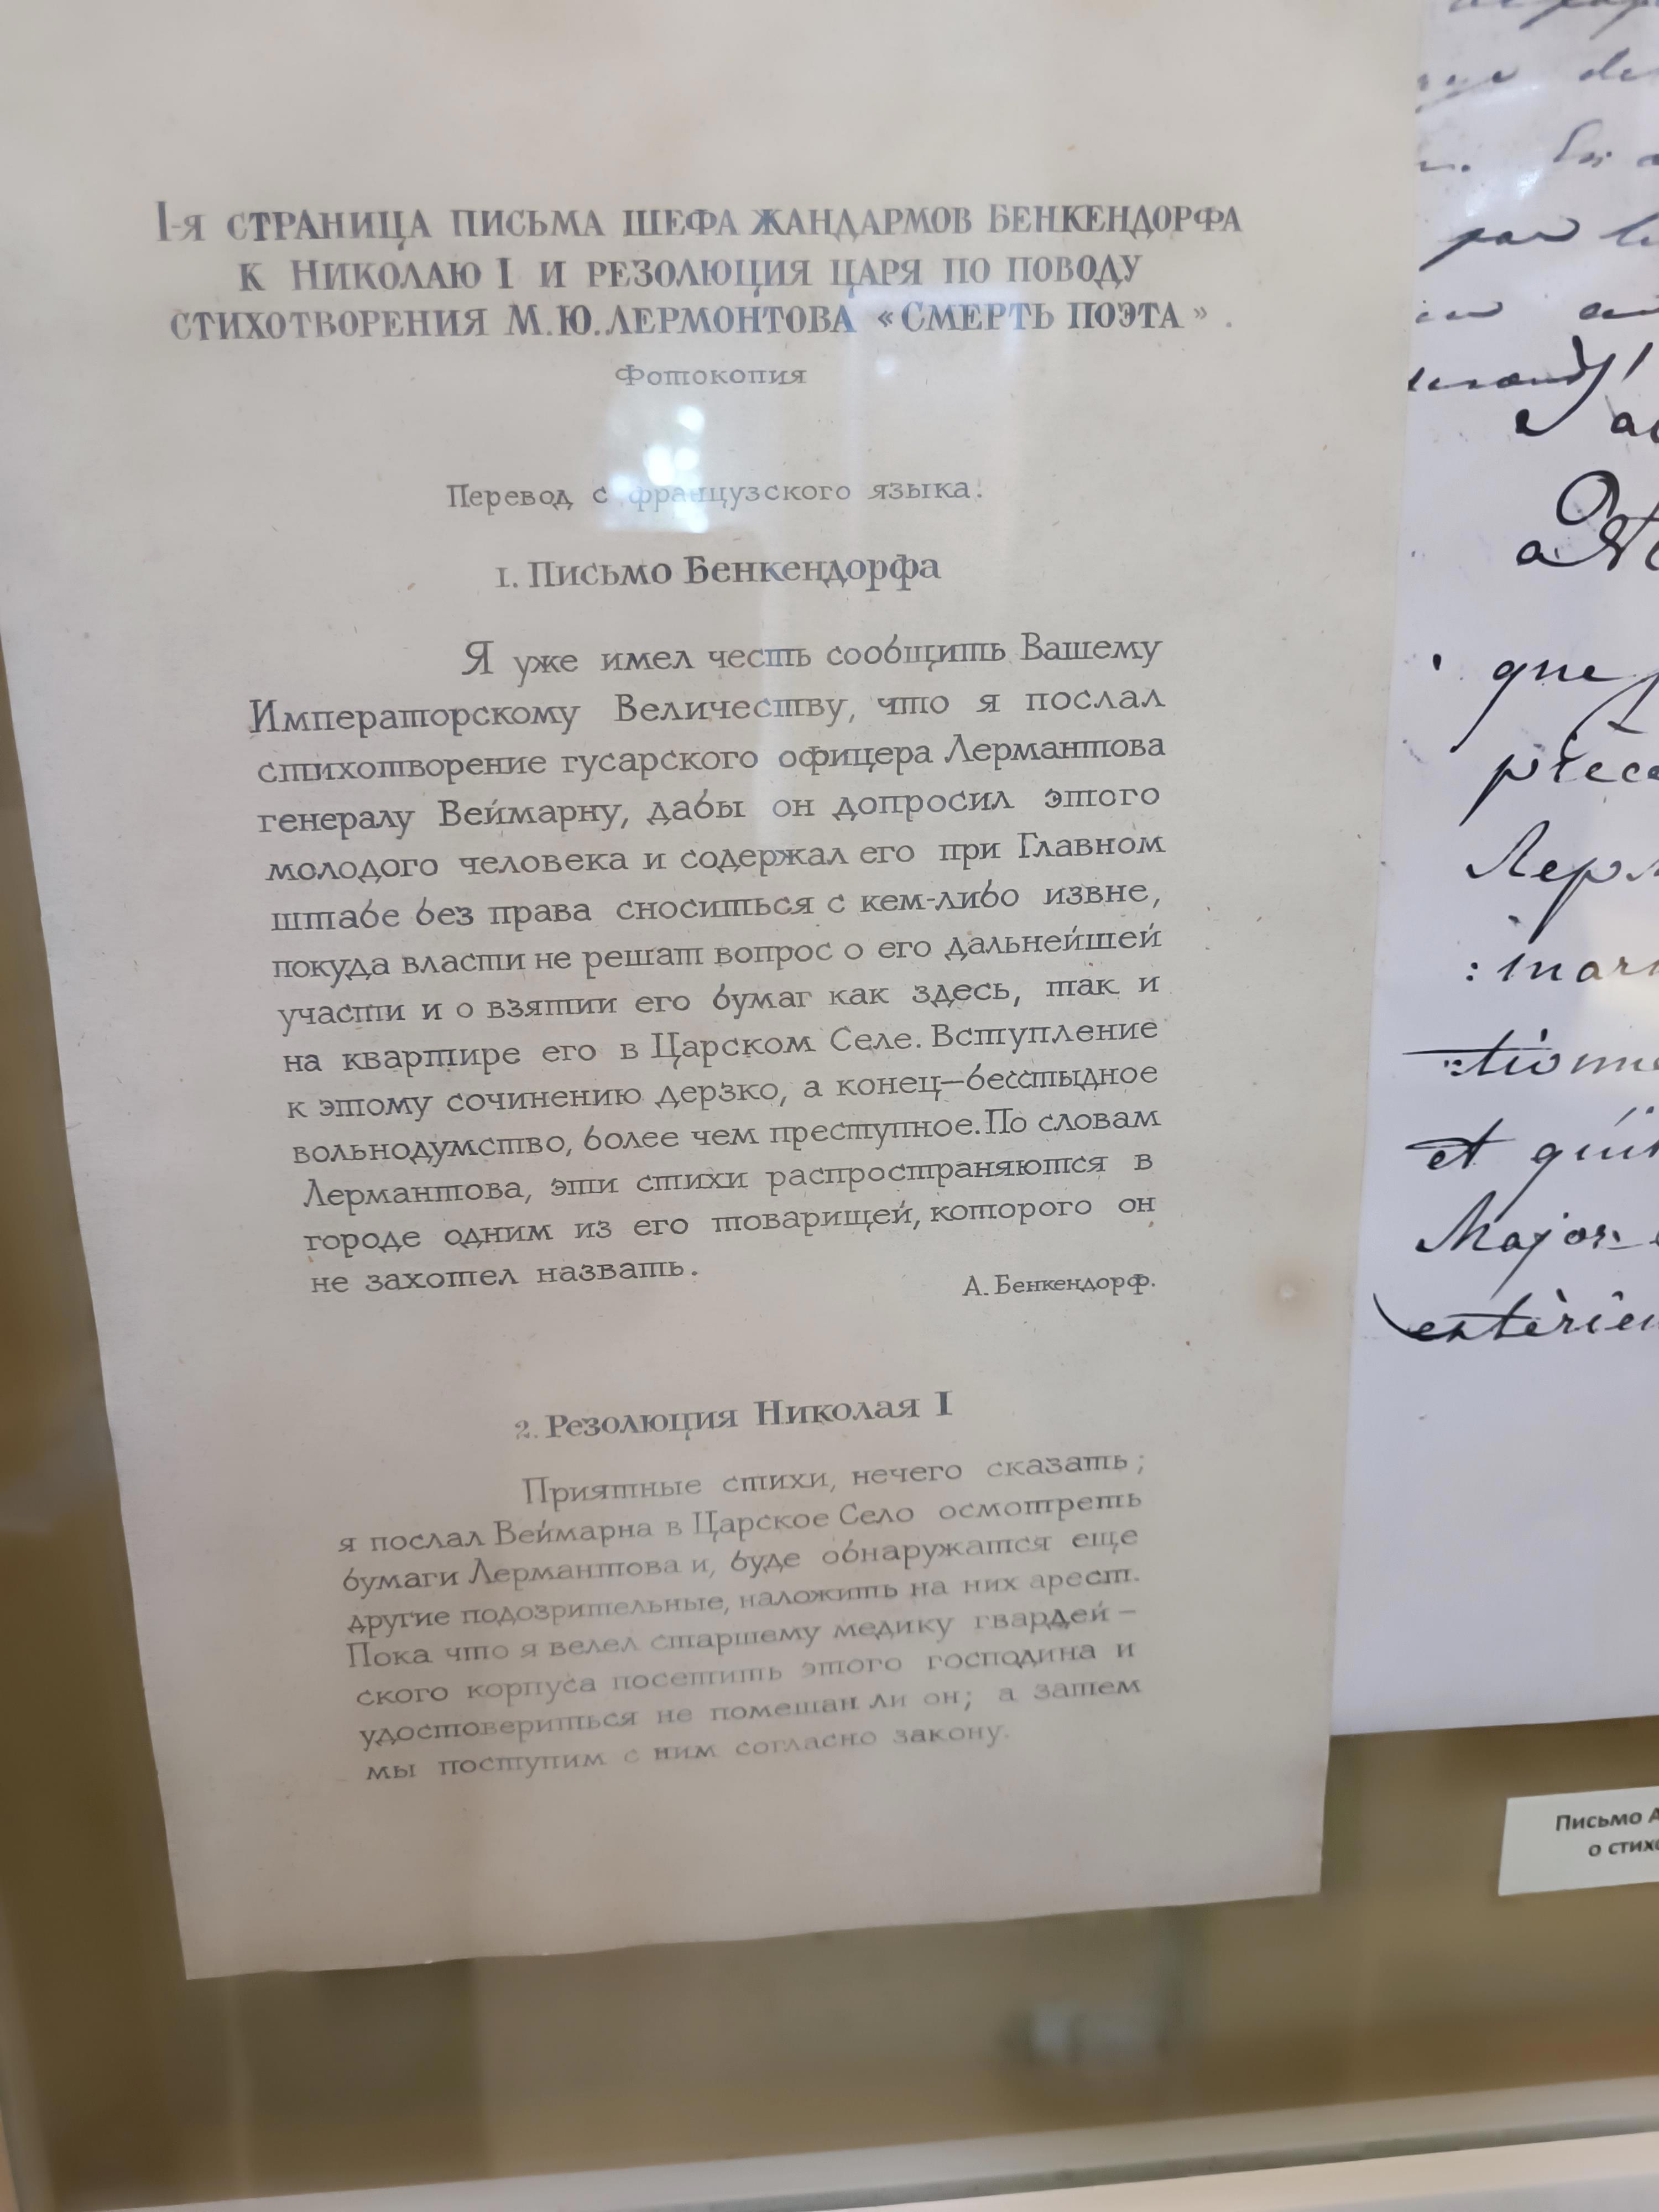 I-я СТРАНИЦА ПИСЬМА ШЕФА ЖАНДАРМОВ БЕНКЕНДОРФА
К НИКОЛАЮ I И РЕЗОЛЮЦИЯ ЦАРЯ ПО ПОВОДУ
СТИХОТВОРЕНИЯ М.Ю.ЛЕРМОНТОВА «СМЕРТЬ ПОЭТА».
Фотокопия
Перевод с французского языка.
1. Письмо Бенкендорфа
Я уже имел честь сообщить Вашему
Императорскому Величеству, что я послал
стихотворение гусарского офицера Лермантова
генералу Веймарну, дабы он допросил этого
молодого человека и содержал его при Главном
штабе без права сноситься с кем-либо извне,
покуда власти не решат вопрос о его дальнейшей
участи и о взятии его бумаг как здесь, так и
на квартире его в Царском Селе. Вступление
к этому сочинению дерзко, а конец—бесстыдное
вольнодумство, более чем преступное. По словам
Лермантова, эти стихи распространяются в
городе одним из его товарищей, которого он
не захотел назвать.
А. Бенкендорф.
2. Резолюция Николая I
Приятные стихи, нечего сказать;
я послал Веймарна в Царское Село осмотреть
бумаги Лермантова и, буде обнаружатся еще
другие подозрительные, наложить на них арест.
Пока что я велел старшему медику гвардей–
ского корпуса посетить этого господина и
удостовериться не помешан ли он; а затем
мы поступим с ним согласно закону.
par
que
et
Major
Письмо А
о стих